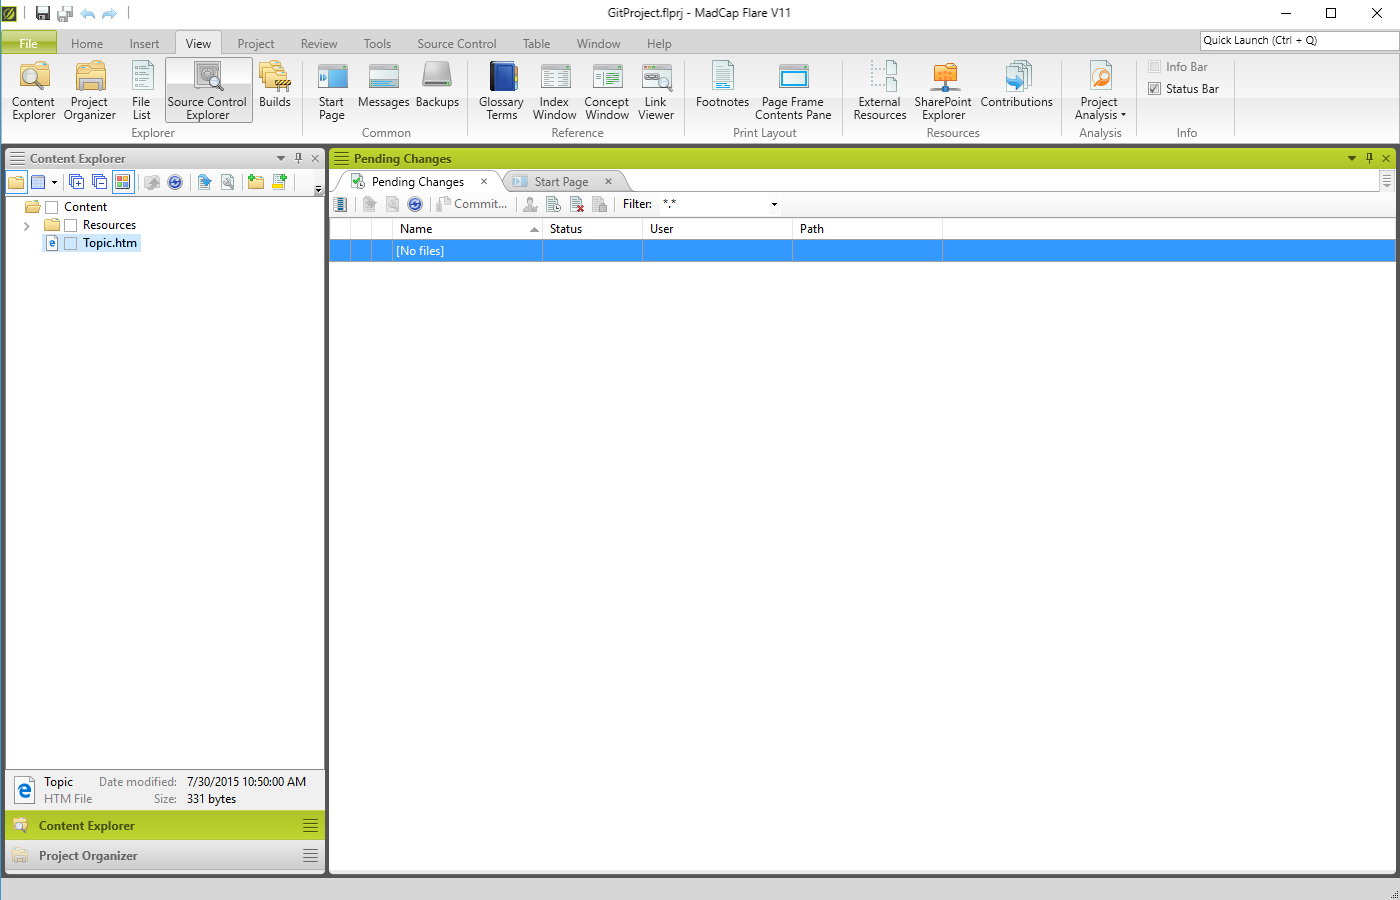 GitProject.flprj - MadCap Flare V11
File Home Insert View Project Review Tools Source Control Table Window Help
Quick Launch (Ctrl + Q)
Content Explorer
Project Organizer
File List
Source Control Explorer
Builds
Explorer
Start Page
Messages
Backups
Common
Glossary Terms
Index Window
Concept Window
Link Viewer
Reference
Footnotes
Page Frame Contents Pane
Print Layout
External Resources
SharePoint Explorer
Contributions
Resources
Project Analysis
Analysis
Info Bar
Status Bar
Info
Content Explorer
Content
Resources
Topic.htm
Topic Date modified: 7/30/2015 10:50:00 AM
HTM File Size: 331 bytes
Content Explorer
Project Organizer
Pending Changes
Pending Changes Start Page
Commit... Filter: *.*
Name Status User Path
[No files]